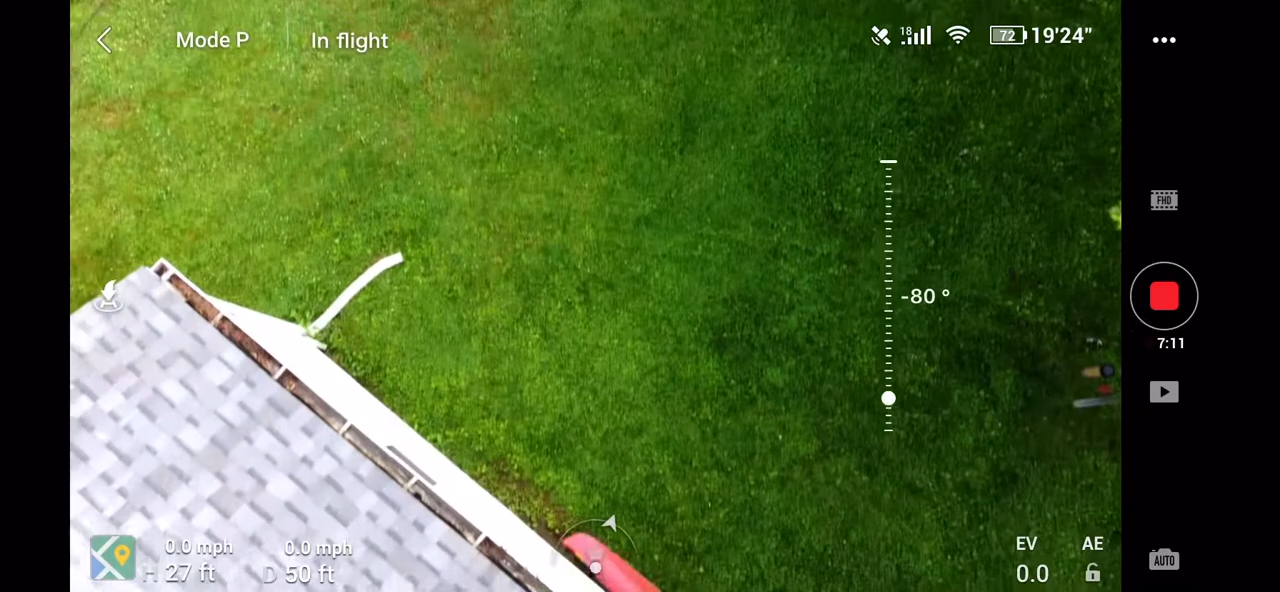 Mode P
In flight
18
72
19'24"
FHD
-80 °
7:11
0.0 mph
0.0 mph
H 27 ft
D 50 ft
EV
AE
0.0
AUTO